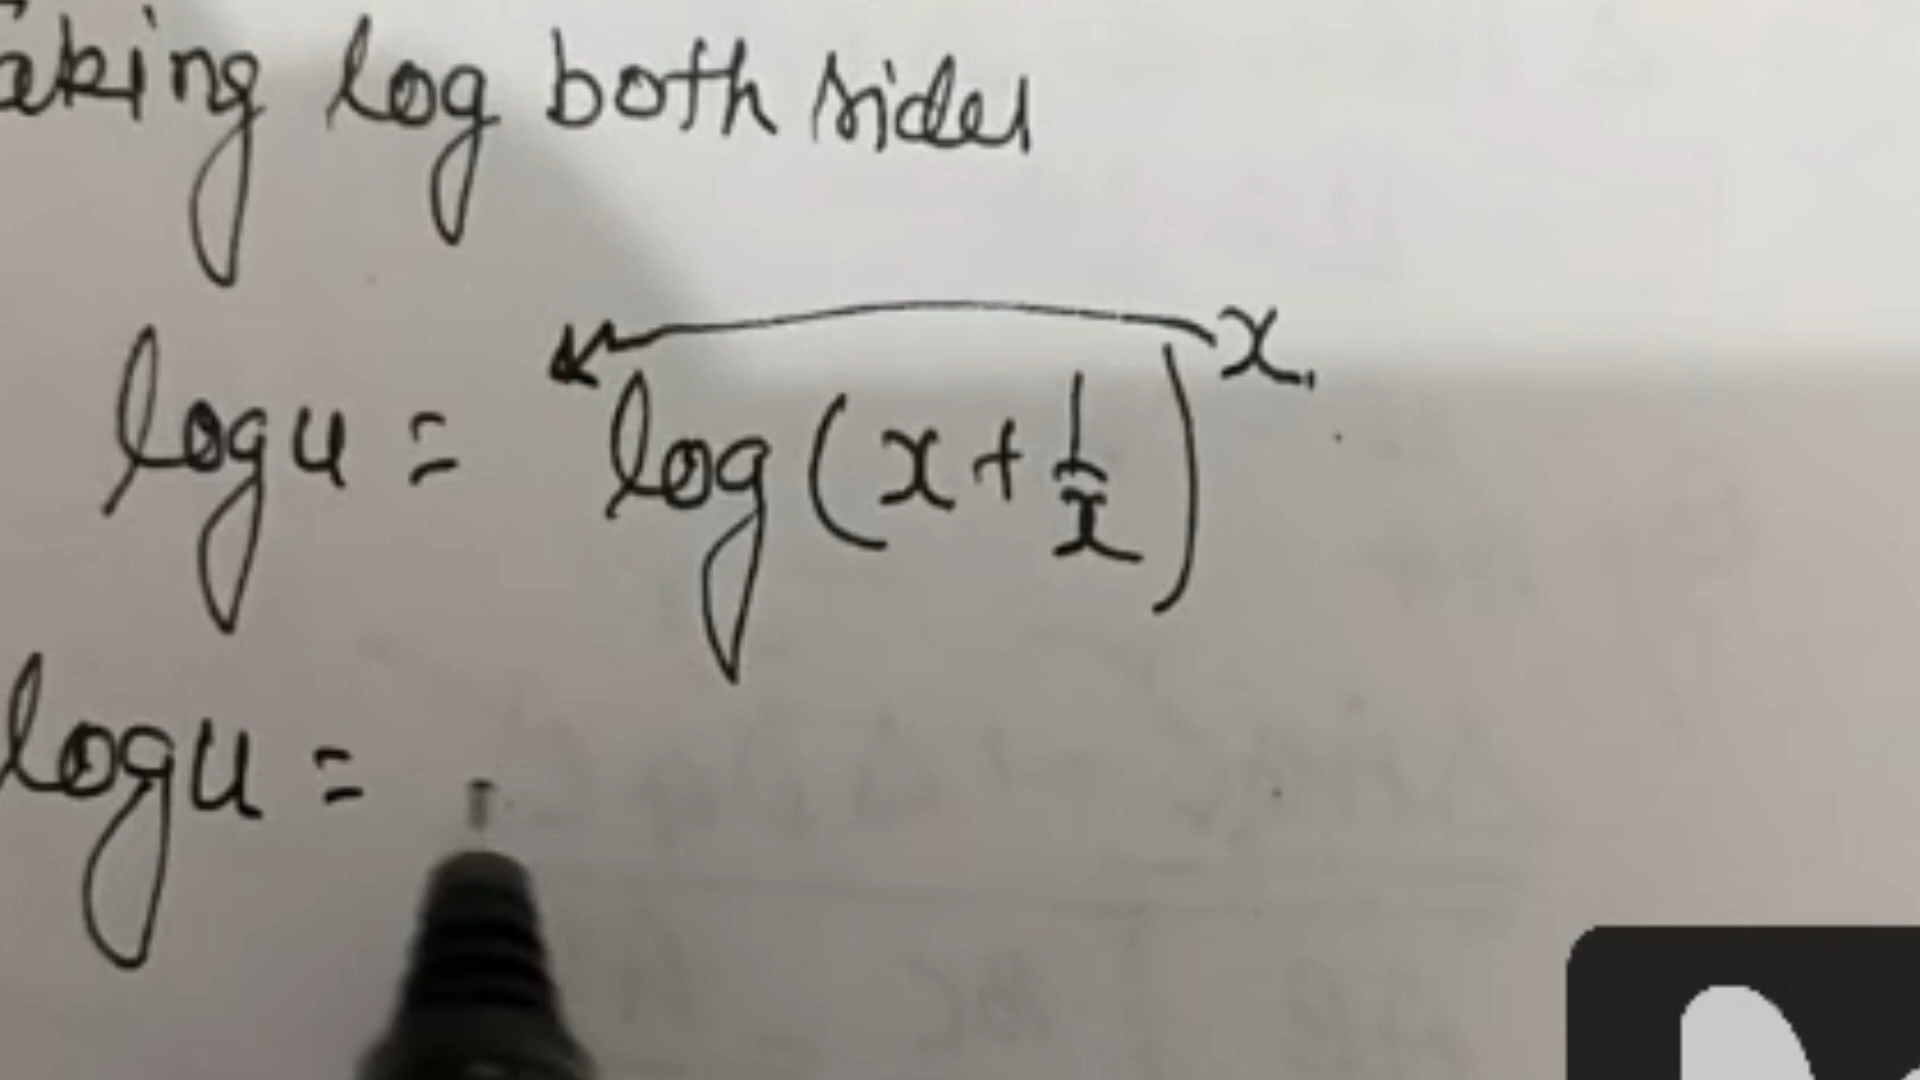 aking log both sides
log u = log (x + 1/x)^x
log u =